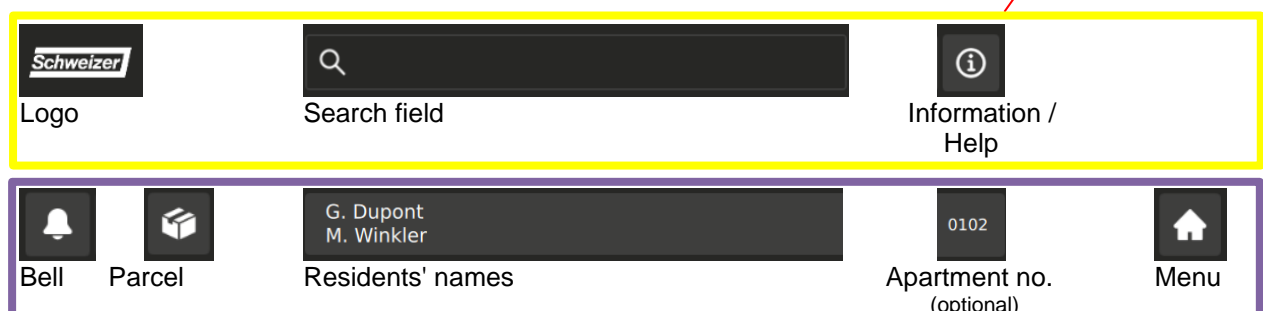 Schweizer
Logo
Search field
Information /
Help
G. Dupont
M. Winkler
0102
Bell
Parcel
Residents' names
Apartment no.
(optional)
Menu